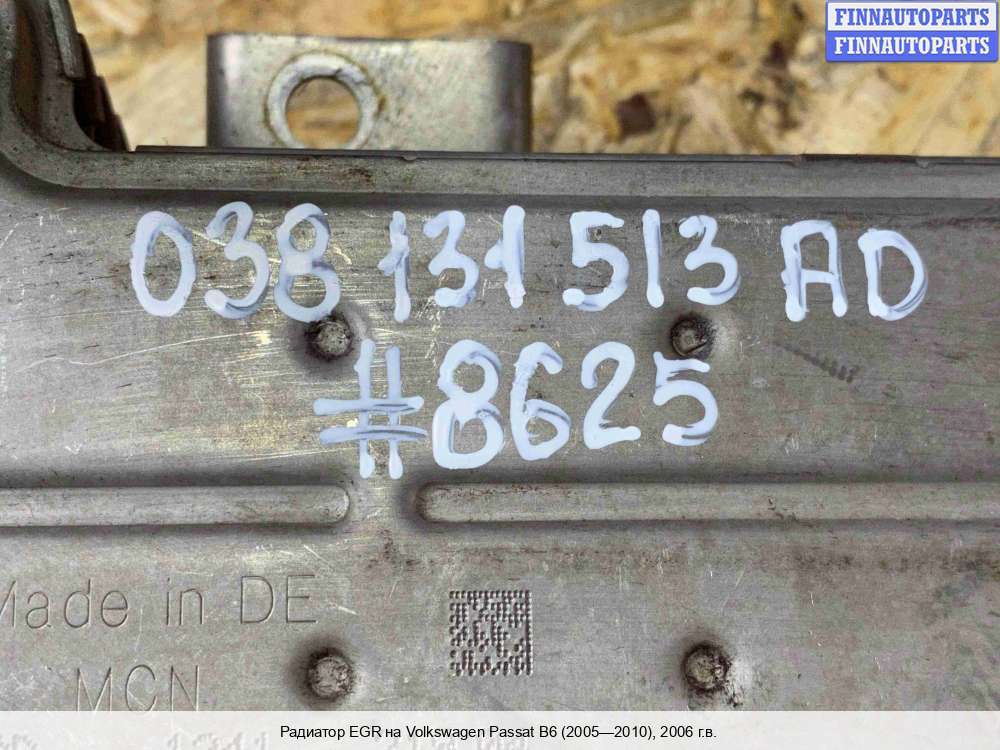 FINNAUTOPARTS
FINNAUTOPARTS
038 131 513 AD
#8625
Made in DE
MCN
Радиатор EGR на Volkswagen Passat B6 (2005—2010), 2006 г.в.